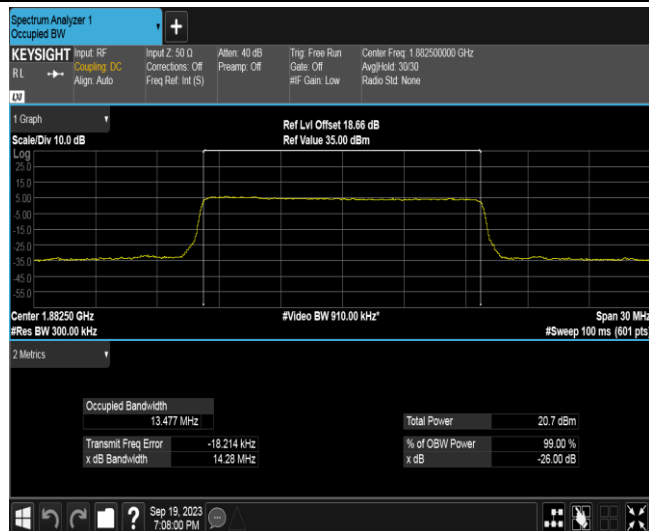 Spectrum Analyzer 1
Occupied BW
+
KEYSIGHT
RL
LXI
Input: RF
Coupling: DC
Align: Auto
Input Z: 50 Ω
Corrections: Off
Freq Ref: Int (S)
Atten: 40 dB
Preamp: Off
Trig: Free Run
Gate: Off
#IF Gain: Low
Center Freq: 1.882500000 GHz
Avg|Hold: 30/30
Radio Std: None
1 Graph
Scale/Div 10.0 dB
Ref Lvl Offset 18.66 dB
Ref Value 35.00 dBm
Log
25.0
15.0
5.00
-5.00
-15.0
-25.0
-35.0
-45.0
-55.0
Center 1.88250 GHz
#Video BW 910.00 kHz*
Span 30 MHz
#Res BW 300.00 kHz
#Sweep 100 ms (601 pts)
2 Metrics
Occupied Bandwidth
13.477 MHz
Total Power 20.7 dBm
Transmit Freq Error -18.214 kHz
% of OBW Power 99.00 %
x dB Bandwidth 14.28 MHz
x dB -26.00 dB
?
Sep 19, 2023
7:08:00 PM